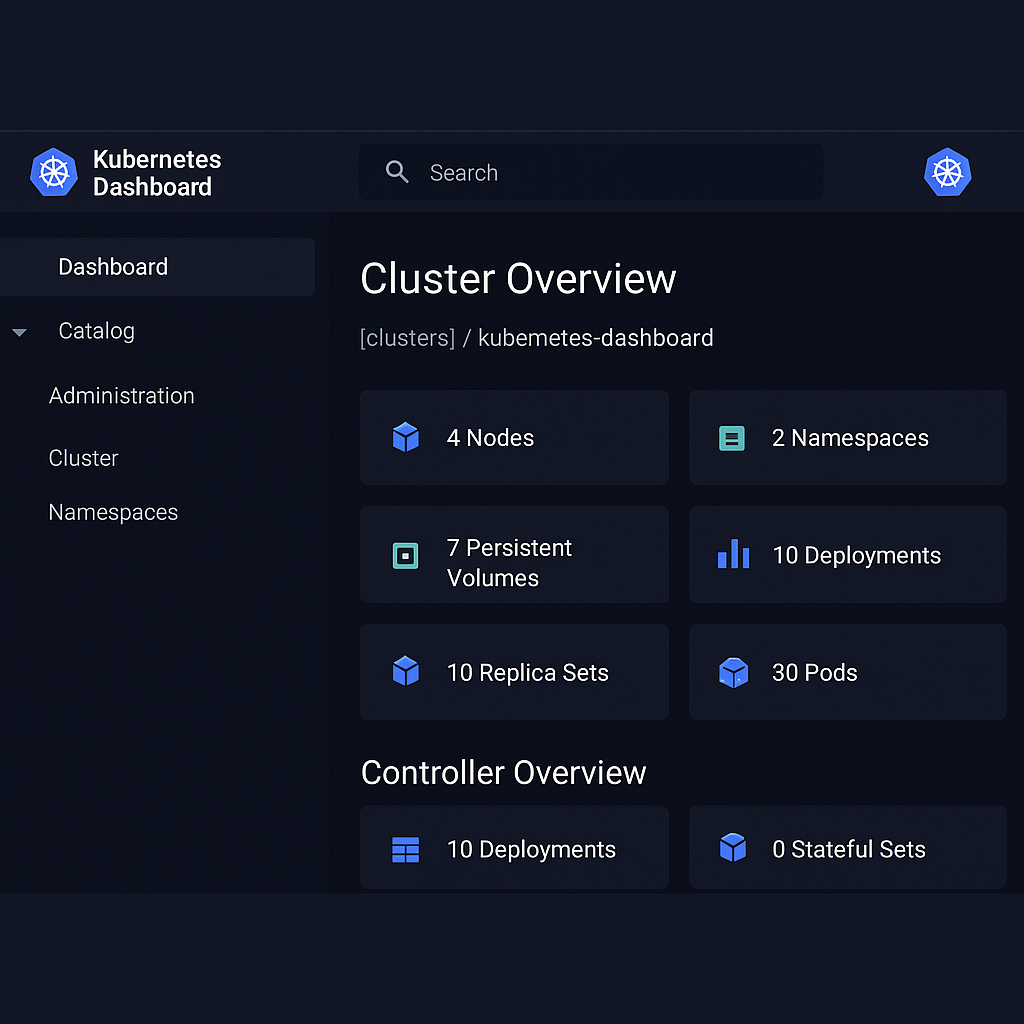 Kubernetes
Dashboard
Search
Dashboard
Catalog
Administration
Cluster
Namespaces
Cluster Overview
[clusters] / kubemetes-dashboard
4 Nodes
2 Namespaces
7 Persistent
Volumes
10 Deployments
10 Replica Sets
30 Pods
Controller Overview
10 Deployments
0 Stateful Sets